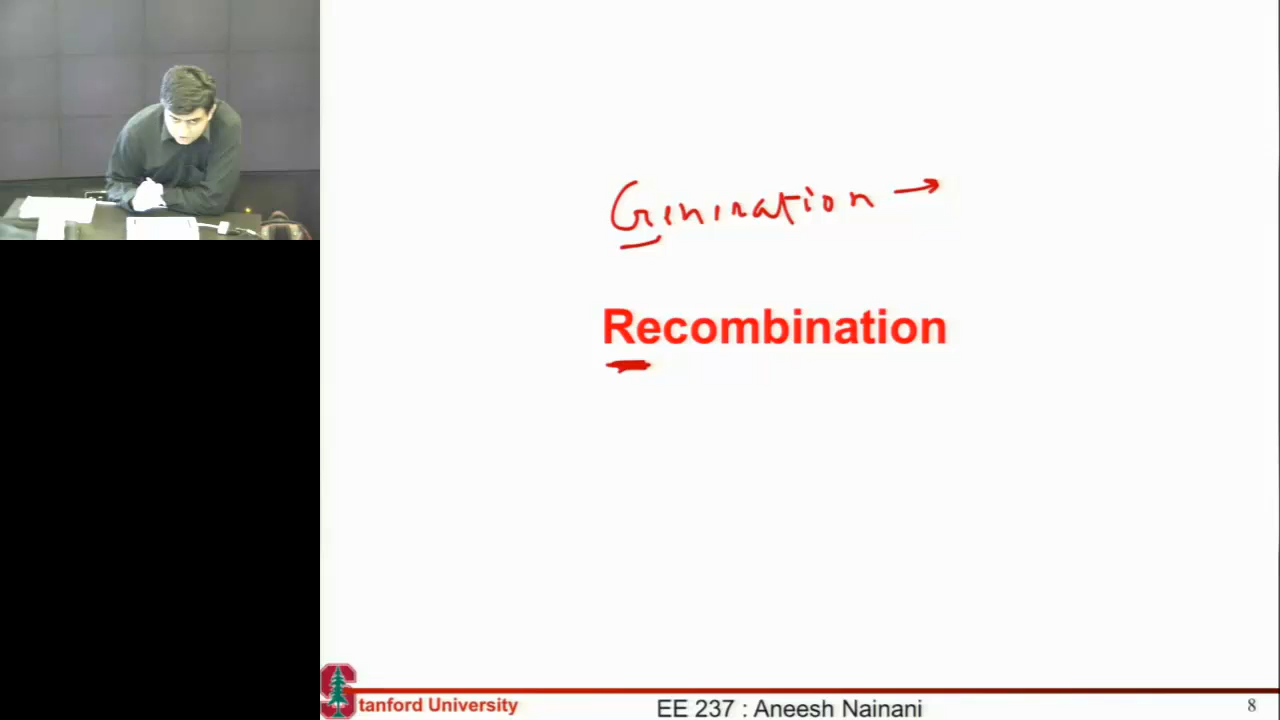 Generation →
Recombination
Stanford University
EE 237 : Aneesh Nainani
8